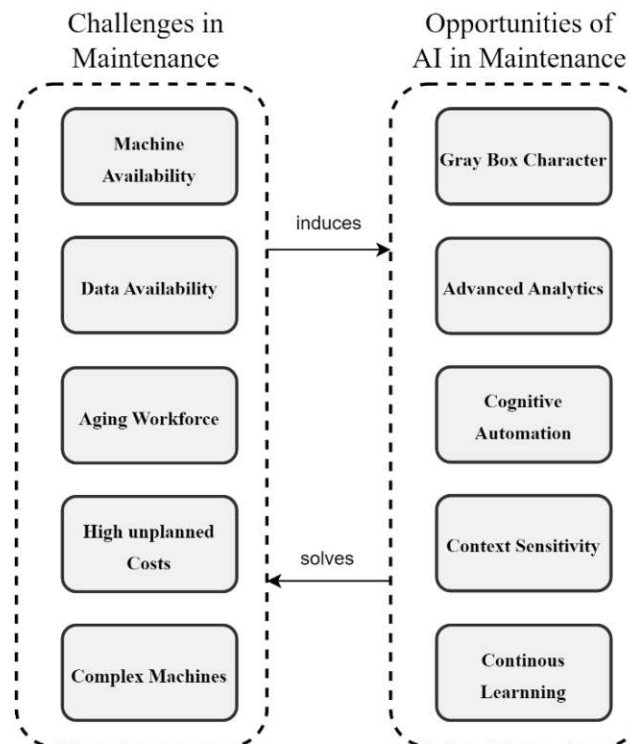 Challenges in
Maintenance
Machine
Availability
Data Availability
Aging Workforce
High unplanned
Costs
Complex Machines
induces
solves
Opportunities of
AI in Maintenance
Gray Box Character
Advanced Analytics
Cognitive
Automation
Context Sensitivity
Continous
Learnning